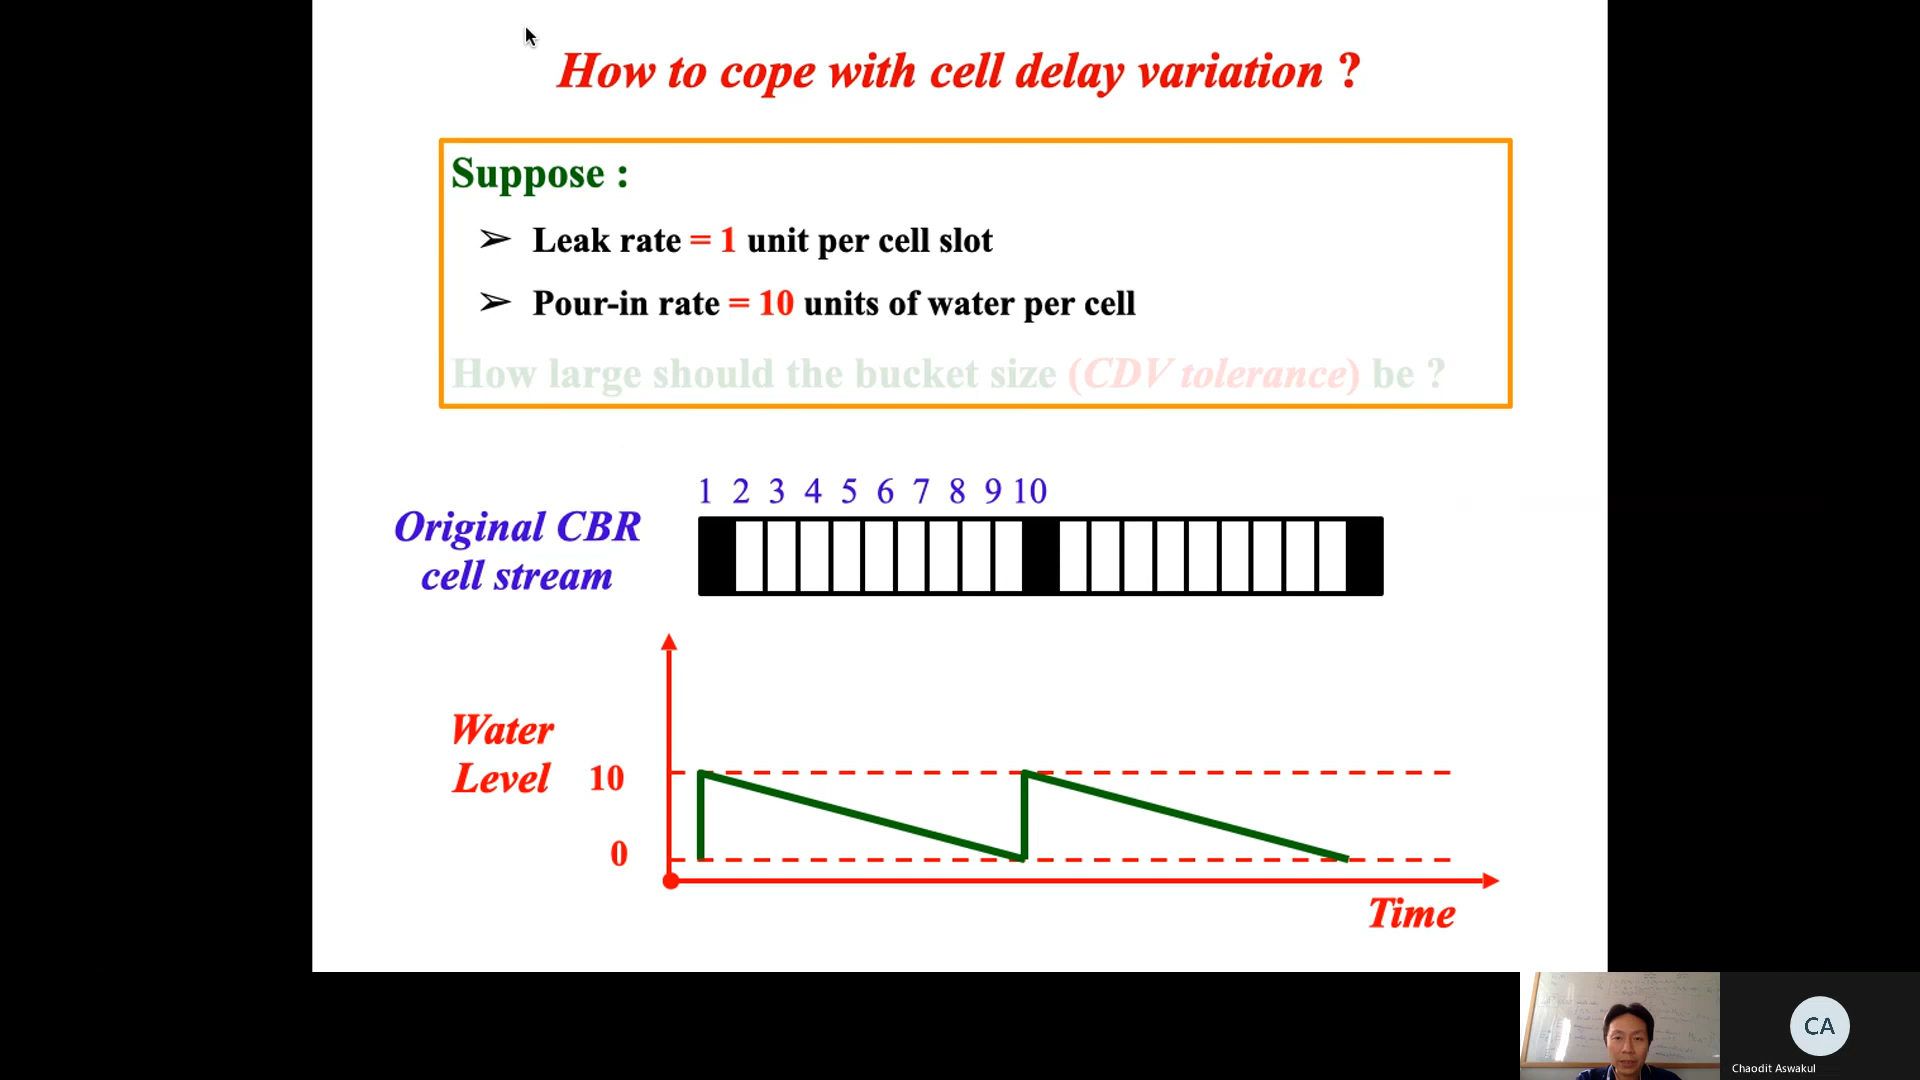 How to cope with cell delay variation ?
Suppose :
➢ Leak rate = 1 unit per cell slot
➢ Pour-in rate = 10 units of water per cell
How large should the bucket size (CDV tolerance) be ?
1 2 3 4 5 6 7 8 9 10
Original CBR
cell stream
Water
Level
10
0
Time
CA
Chaodit Aswakul